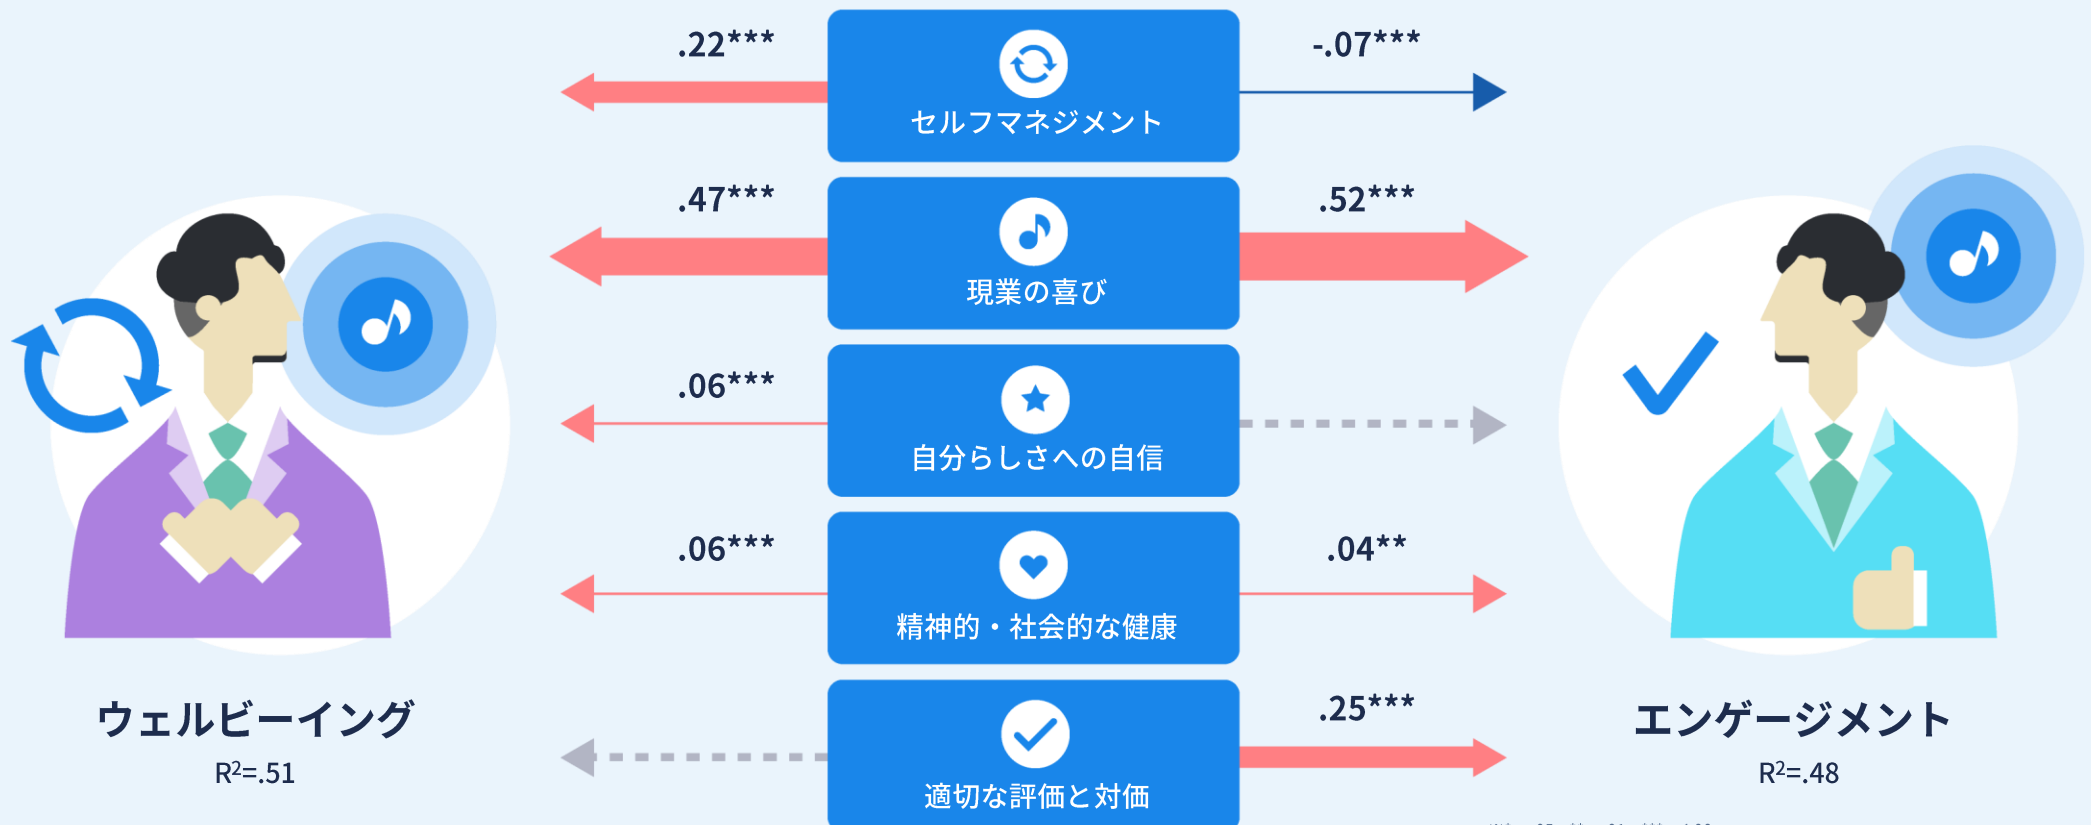 .22***
セルフマネジメント
-.07***
.47***
現業の喜び
.52***
.06***
自分らしさへの自信
.06***
精神的・社会的な健康
.04**
適切な評価と対価
.25***
ウェルビーイング
R²=.51
エンゲージメント
R²=.48